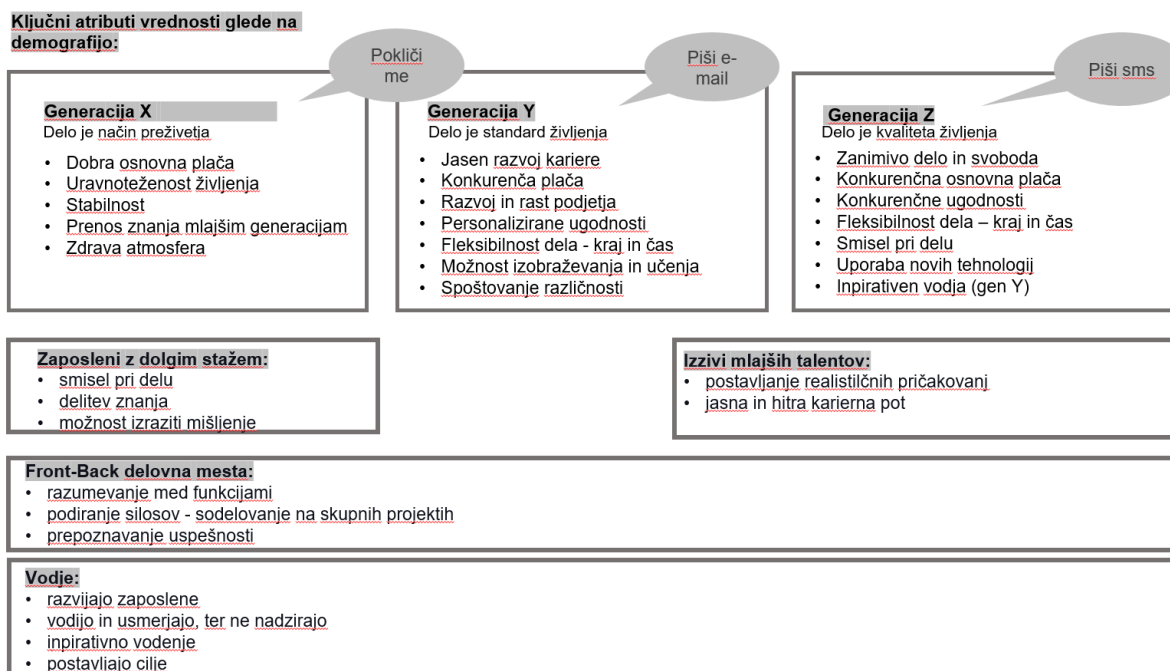 Ključni atributi vrednosti glede na
demografijo:
Pokliči
me
Generacija X
Delo je način preživetja
• Dobra osnovna plača
• Uravnoteženost življenja
• Stabilnost
• Prenos znanja mlajšim generacijam
• Zdrava atmosfera
Piši e-
mail
Generacija Y
Delo je standard življenja
• Jasen razvoj kariere
• Konkurenča plača
• Razvoj in rast podjetja
• Personalizirane ugodnosti
• Fleksibilnost dela - kraj in čas
• Možnost izobraževanja in učenja
• Spoštovanje različnosti
Piši sms
Generacija Z
Delo je kvaliteta življenja
• Zanimivo delo in svoboda
• Konkurenčna osnovna plača
• Konkurenčne ugodnosti
• Fleksibilnost dela – kraj in čas
• Smisel pri delu
• Uporaba novih tehnologij
• Inpirativen vodja (gen Y)
Zaposleni z dolgim stažem:
• smisel pri delu
• delitev znanja
• možnost izraziti mišljenje
Izzivi mlajših talentov:
• postavljanje realistilčnih pričakovanj
• jasna in hitra karierna pot
Front-Back delovna mesta:
• razumevanje med funkcijami
• podiranje silosov - sodelovanje na skupnih projektih
• prepoznavanje uspešnosti
Vodje:
• razvijajo zaposlene
• vodijo in usmerjajo, ter ne nadzirajo
• inpirativno vodenje
• postavljajo cilje